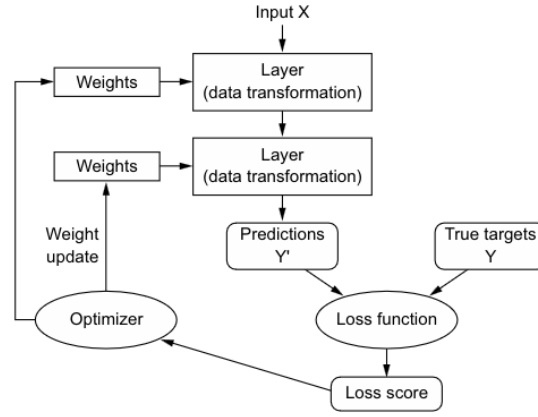 Input X
Weights
Layer
(data transformation)
Weights
Layer
(data transformation)
Weight
update
Predictions
Y'
True targets
Y
Optimizer
Loss function
Loss score